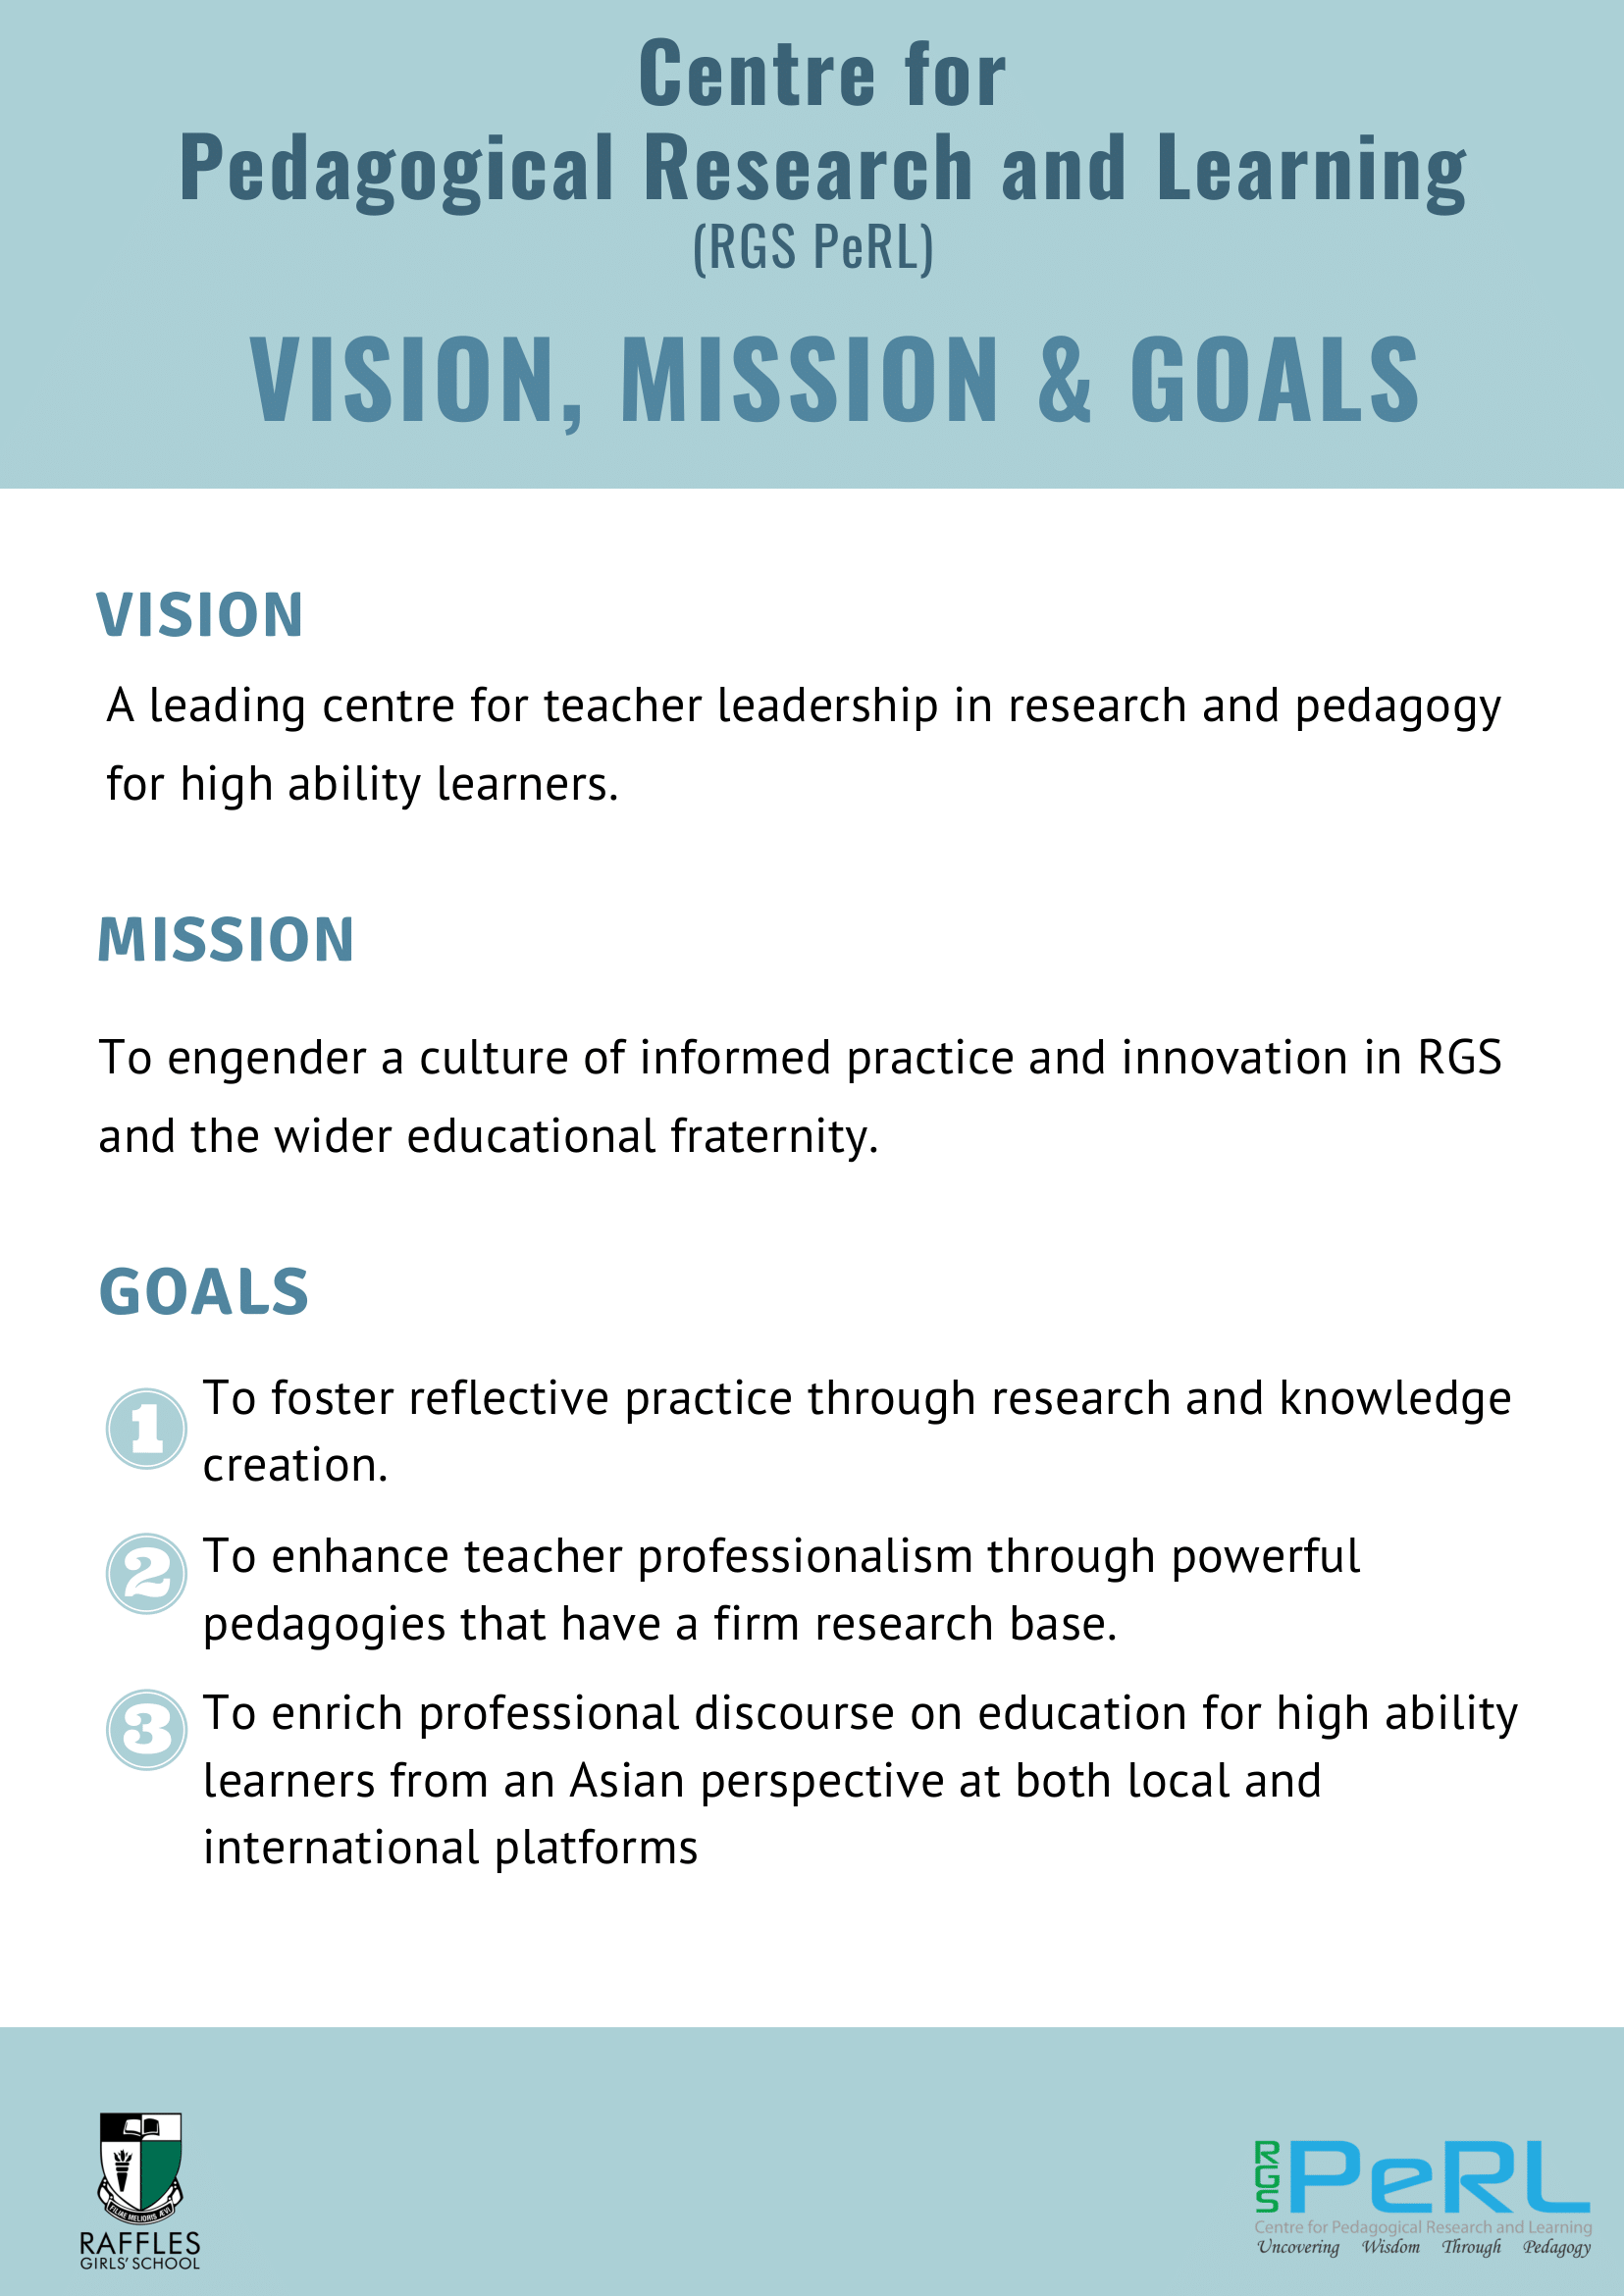 Centre for
Pedagogical Research and Learning
(RGS PeRL)
VISION, MISSION & GOALS
VISION
A leading centre for teacher leadership in research and pedagogy
for high ability learners.
MISSION
To engender a culture of informed practice and innovation in RGS
and the wider educational fraternity.
GOALS
1 To foster reflective practice through research and knowledge
creation.
2 To enhance teacher professionalism through powerful
pedagogies that have a firm research base.
3 To enrich professional discourse on education for high ability
learners from an Asian perspective at both local and
international platforms
FILIAE MELIORIS ÆVI
RAFFLES
GIRLS' SCHOOL
RGS PeRL
Centre for Pedagogical Research and Learning
Uncovering Wisdom Through Pedagogy